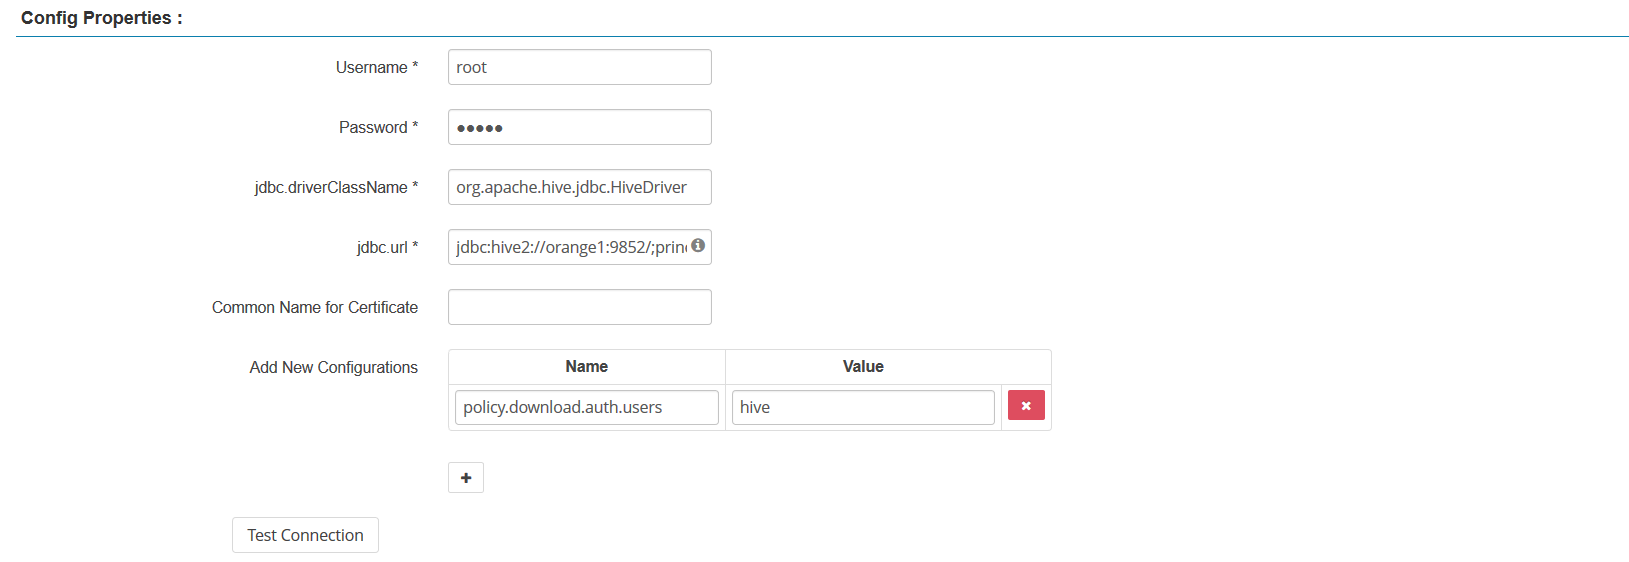 Config Properties :
Username * root
Password * •••••
jdbc.driverClassName * org.apache.hive.jdbc.HiveDriver
jdbc.url * jdbc:hive2://orange1:9852/;prin
Common Name for Certificate
Add New Configurations
Name Value
policy.download.auth.users hive
Test Connection